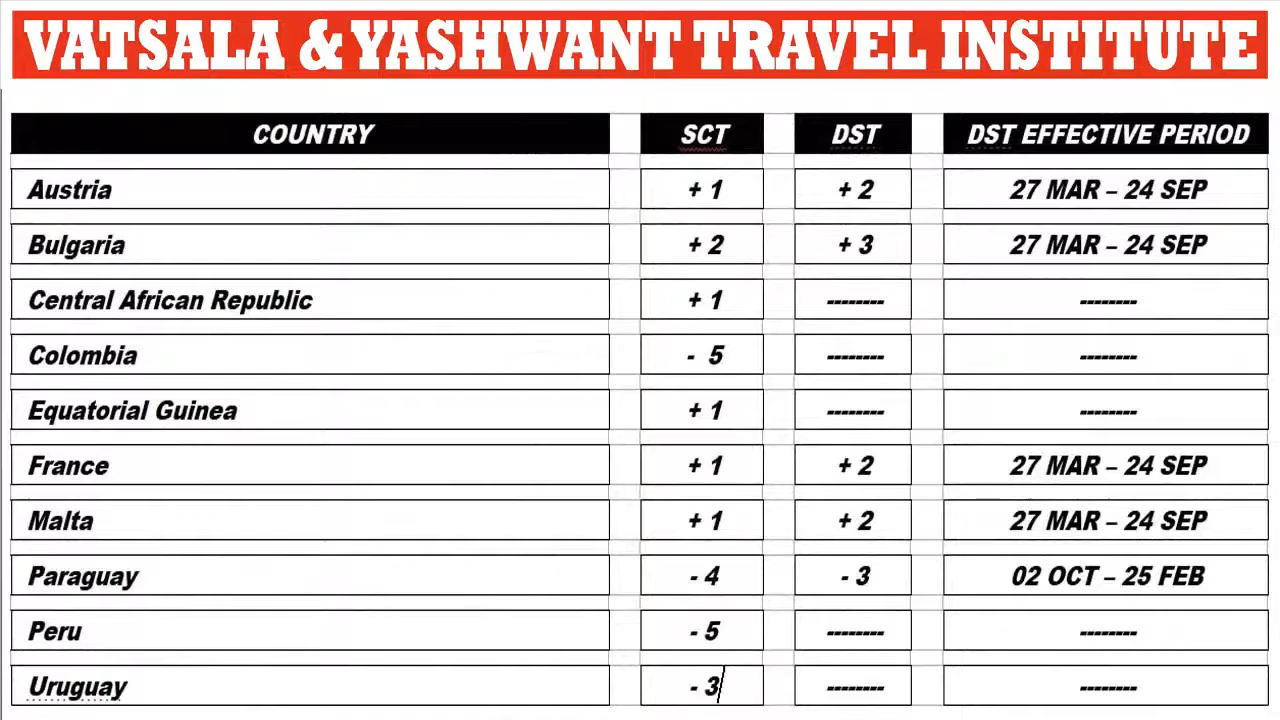 VATSALA & YASHWANT TRAVEL INSTITUTE
COUNTRY SCT DST DST EFFECTIVE PERIOD
Austria + 1 + 2 27 MAR – 24 SEP
Bulgaria + 2 + 3 27 MAR – 24 SEP
Central African Republic + 1 -------- --------
Colombia - 5 -------- --------
Equatorial Guinea + 1 -------- --------
France + 1 + 2 27 MAR – 24 SEP
Malta + 1 + 2 27 MAR – 24 SEP
Paraguay - 4 - 3 02 OCT – 25 FEB
Peru - 5 -------- --------
Uruguay - 3 -------- --------